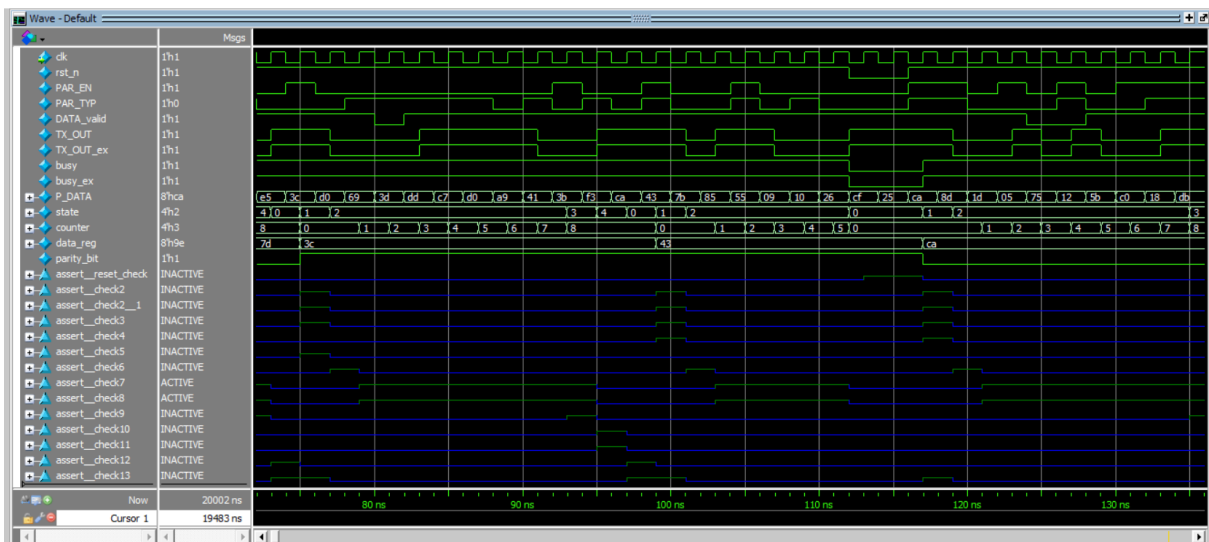 Wave - Default
Msgs
clk 1'h1
rst_n 1'h1
PAR_EN 1'h1
PAR_TYP 1'h0
DATA_valid 1'h1
TX_OUT 1'h1
TX_OUT_ex 1'h1
busy 1'h1
busy_ex 1'h1
P_DATA 8'hca e5 3c d0 69 3d dd c7 d0 a9 41 3b f3 ca 43 7b 85 55 09 10 26 cf 25 ca 8d 1d 05 75 12 5b c0 18 db
state 4'h2 4 0 1 2 3 4 0 1 2 0 1 2 3
counter 4'h3 8 0 1 2 3 4 5 6 7 8 0 1 2 3 4 5 0 1 2 3 4 5 6 7 8
data_reg 8'h9e 7d 3c 43 ca
parity_bit 1'h1
assert__reset_check INACTIVE
assert__check2 INACTIVE
assert__check2__1 INACTIVE
assert__check3 INACTIVE
assert__check4 INACTIVE
assert__check5 INACTIVE
assert__check6 INACTIVE
assert__check7 ACTIVE
assert__check8 ACTIVE
assert__check9 INACTIVE
assert__check10 INACTIVE
assert__check11 INACTIVE
assert__check12 INACTIVE
assert__check13 INACTIVE
Now 20002 ns 80 ns 90 ns 100 ns 110 ns 120 ns 130 ns
Cursor 1 19483 ns